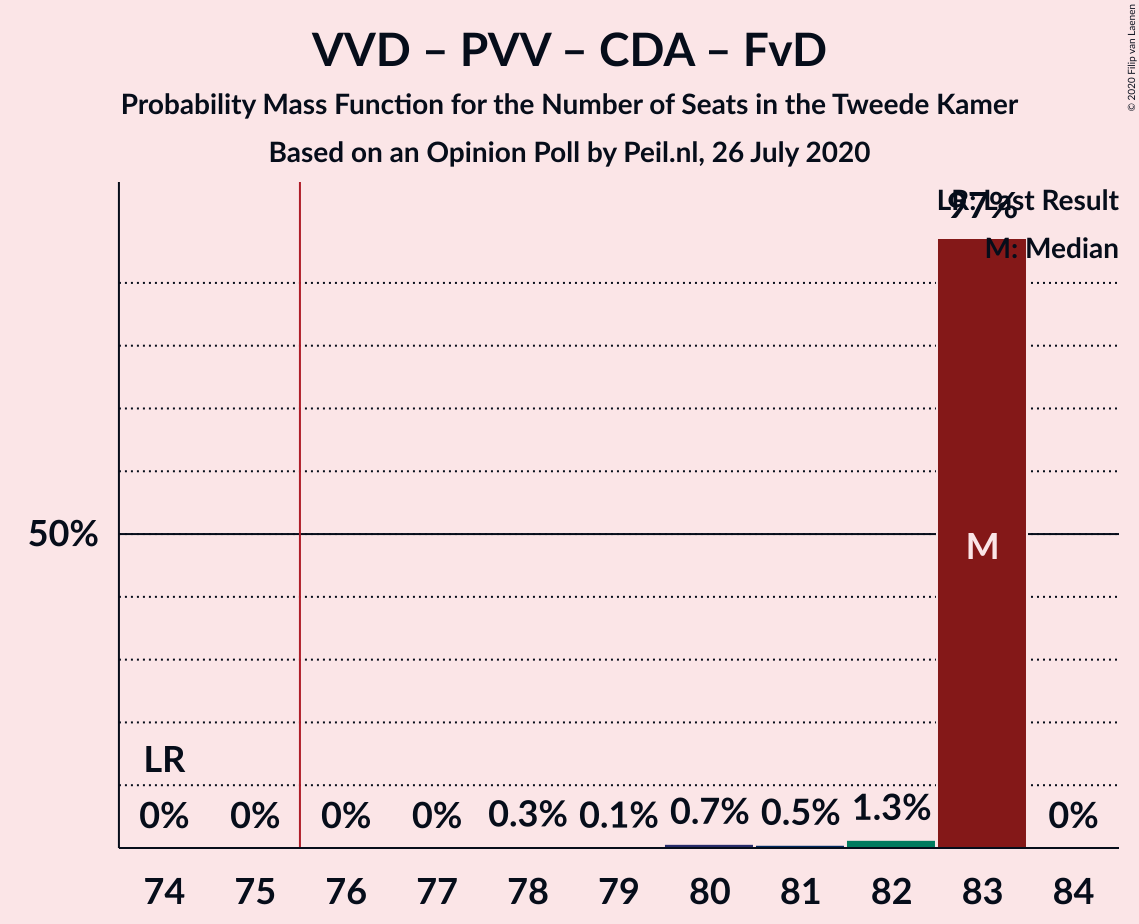 VVD – PVV – CDA – FvD
Probability Mass Function for the Number of Seats in the Tweede Kamer
Based on an Opinion Poll by Peil.nl, 26 July 2020
© 2020 Filip van Laenen
LR: Last Result
97%
M: Median
50%
M
LR
0% 0% 0% 0% 0.3% 0.1% 0.7% 0.5% 1.3% 0%
74 75 76 77 78 79 80 81 82 83 84